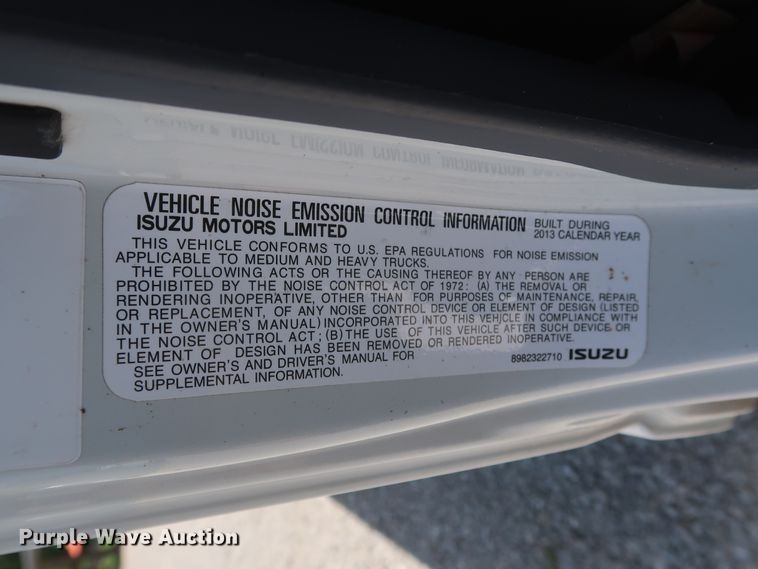 VEHICLE NOISE EMISSION CONTROL INFORMATION BUILT DURING
ISUZU MOTORS LIMITED 2013 CALENDAR YEAR
THIS VEHICLE CONFORMS TO U.S. EPA REGULATIONS FOR NOISE EMISSION
APPLICABLE TO MEDIUM AND HEAVY TRUCKS.
THE FOLLOWING ACTS OR THE CAUSING THEREOF BY ANY PERSON ARE
PROHIBITED BY THE NOISE CONTROL ACT OF 1972: (A) THE REMOVAL OR
RENDERING INOPERATIVE, OTHER THAN FOR PURPOSES OF MAINTENANCE, REPAIR,
OR REPLACEMENT, OF ANY NOISE CONTROL DEVICE OR ELEMENT OF DESIGN (LISTED
IN THE OWNER'S MANUAL) INCORPORATED INTO THIS VEHICLE IN COMPLIANCE WITH
THE NOISE CONTROL ACT; (B) THE USE OF THIS VEHICLE AFTER SUCH DEVICE OR
ELEMENT OF DESIGN HAS BEEN REMOVED OR RENDERED INOPERATIVE.
SEE OWNER'S AND DRIVER'S MANUAL FOR 8982322710 ISUZU
SUPPLEMENTAL INFORMATION.
Purple Wave Auction